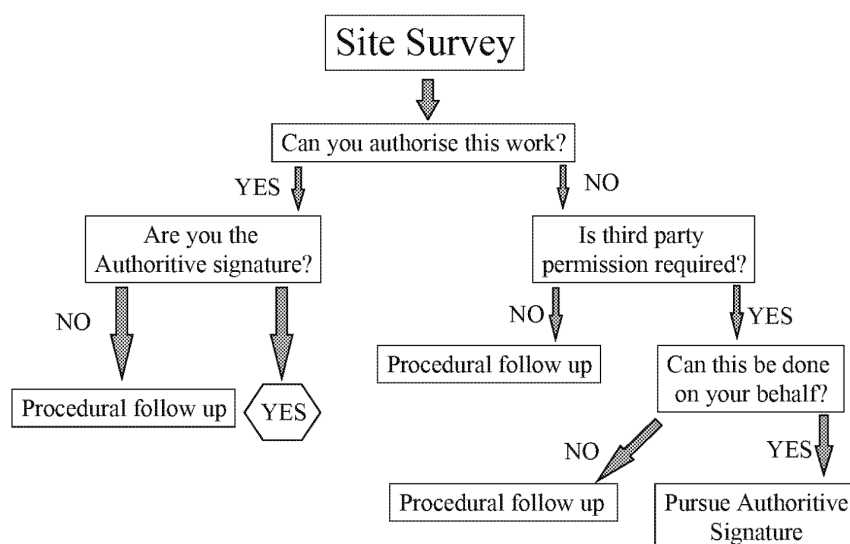 Site Survey
Can you authorise this work?
YES
NO
Are you the
Authoritive signature?
Is third party
permission required?
NO
NO
YES
Procedural follow up
YES
Procedural follow up
Can this be done
on your behalf?
NO
YES
Procedural follow up
Pursue Authoritive
Signature